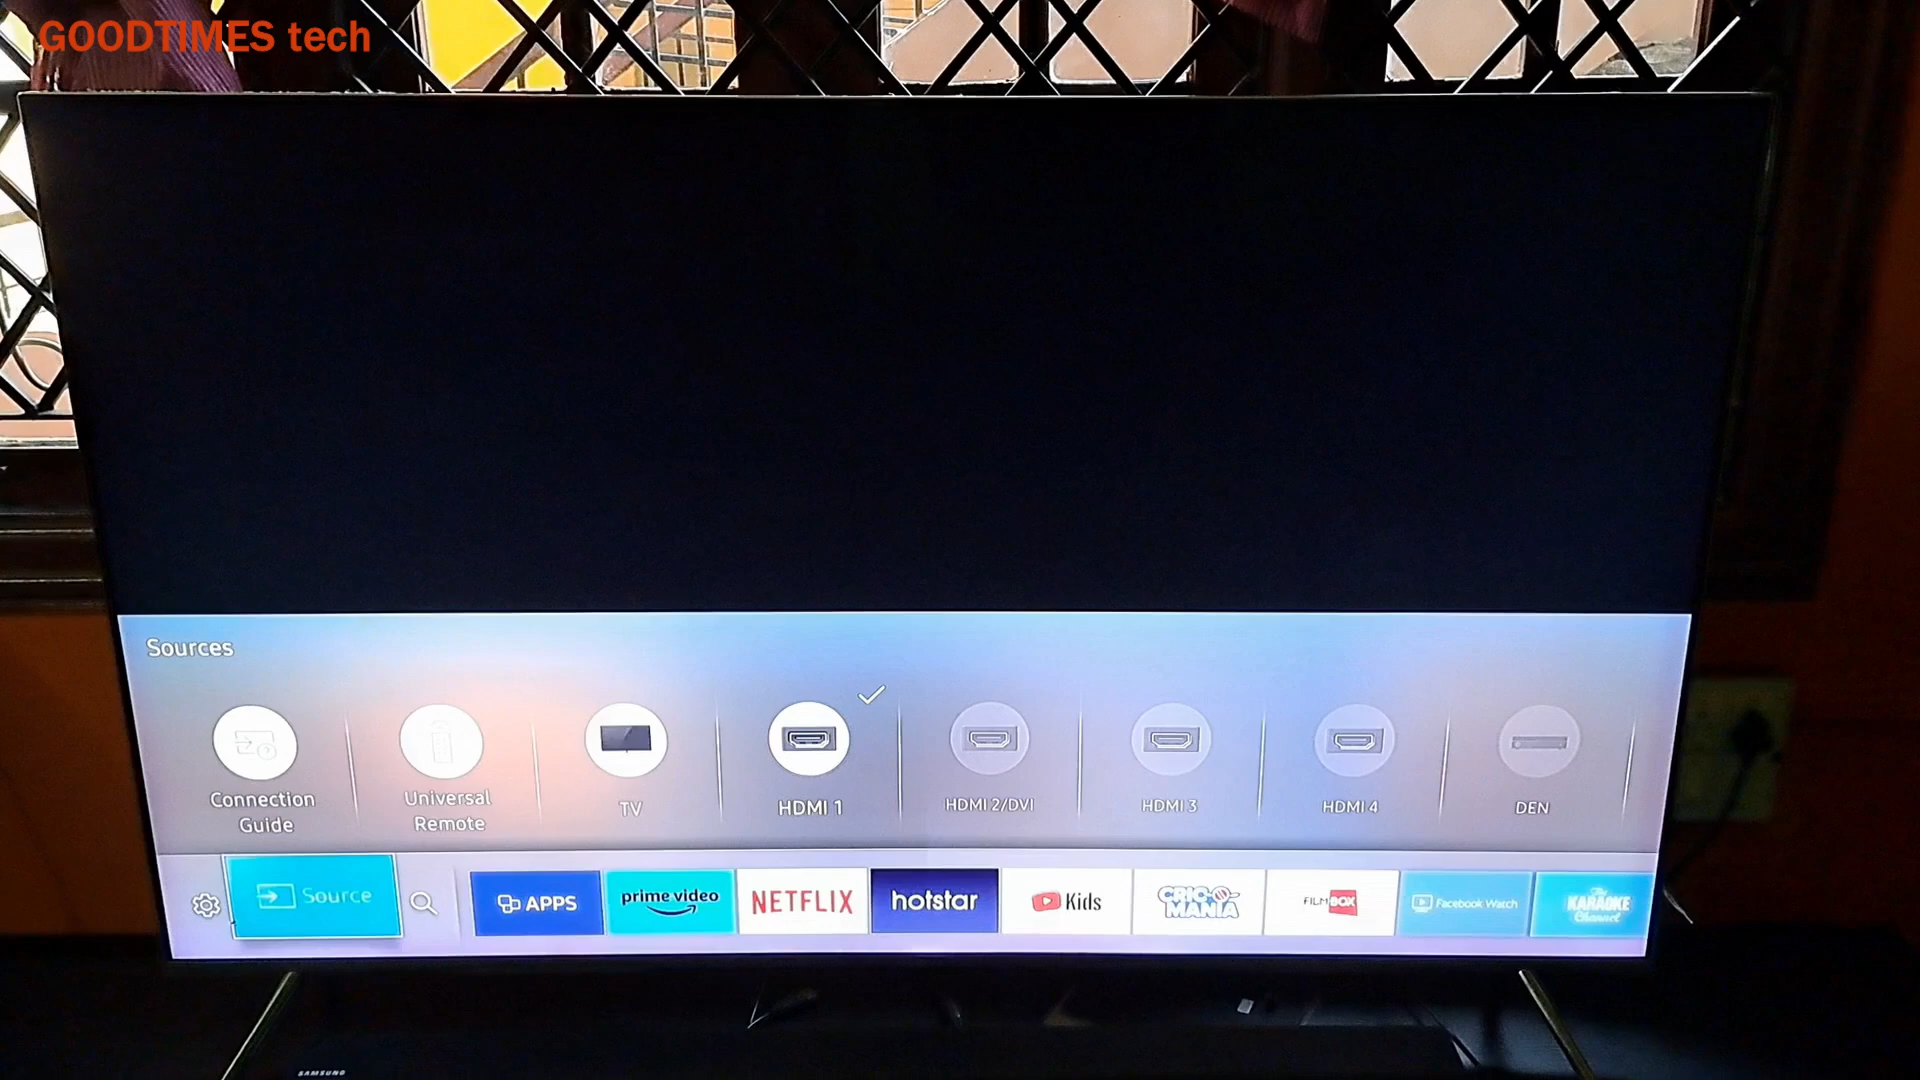 GOODTIMES tech
Sources
Connection
Guide
Universal
Remote
TV
HDMI 1
HDMI 2/DVI
HDMI 3
HDMI 4
DEN
Source
APPS
prime video
NETFLIX
hotstar
Kids
CRIC-O-
MANIA
FILMBOX
Facebook Watch
The
KARAOKE
Channel
SAMSUNG